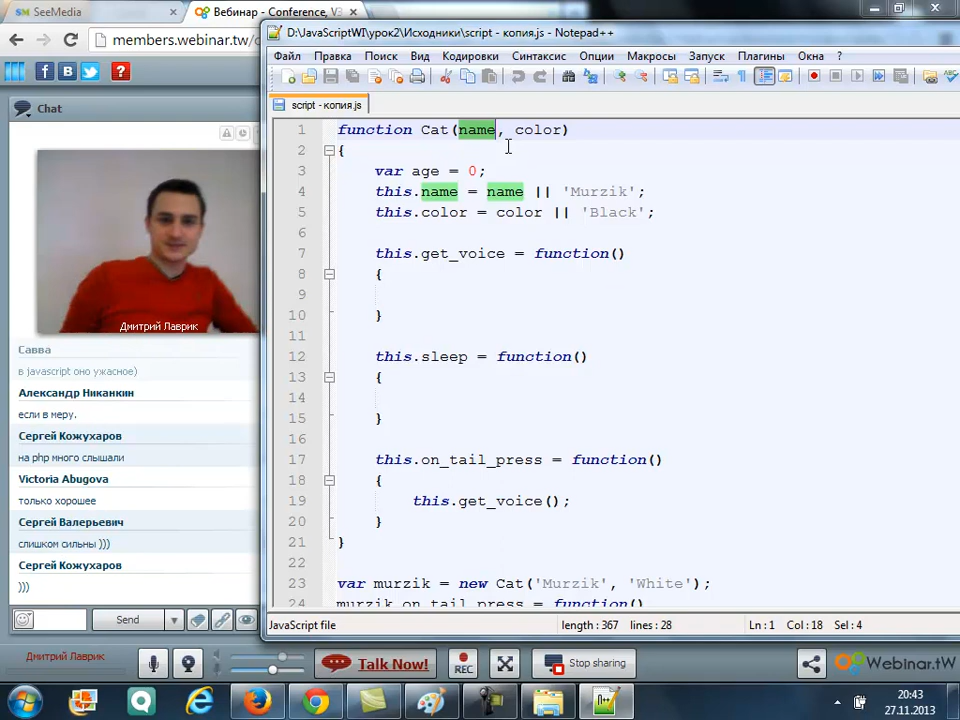 SeeMedia
Вебинар - Conference, V3
members.webinar.tw/c
Chat
Дмитрий Лаврик
Савва
в javascript оно ужасное)
Александр Никанкин
если в меру.
Сергей Кожухаров
на php много слышали
Victoria Abugova
только хорошее
Сергей Валерьевич
слишком сильны )))
Сергей Кожухаров
)))
Send
Дмитрий Лаврик
Talk Now!
REC
Stop sharing
Webinar.tw
D:\JavaScriptWI\урок2\Исходники\script - копия.js - Notepad++
Файл Правка Поиск Вид Кодировки Синтаксис Опции Макросы Запуск Плагины Окна ?
script - копия.js
1 function Cat(name, color)
2 {
3 var age = 0;
4 this.name = name || 'Murzik';
5 this.color = color || 'Black';
6
7 this.get_voice = function()
8 {
9
10 }
11
12 this.sleep = function()
13 {
14
15 }
16
17 this.on_tail_press = function()
18 {
19 this.get_voice();
20 }
21 }
22
23 var murzik = new Cat('Murzik', 'White');
24 murzik.on_tail_press = function()
JavaScript file
length : 367 lines : 28
Ln : 1 Col : 18 Sel : 4
20:43
27.11.2013